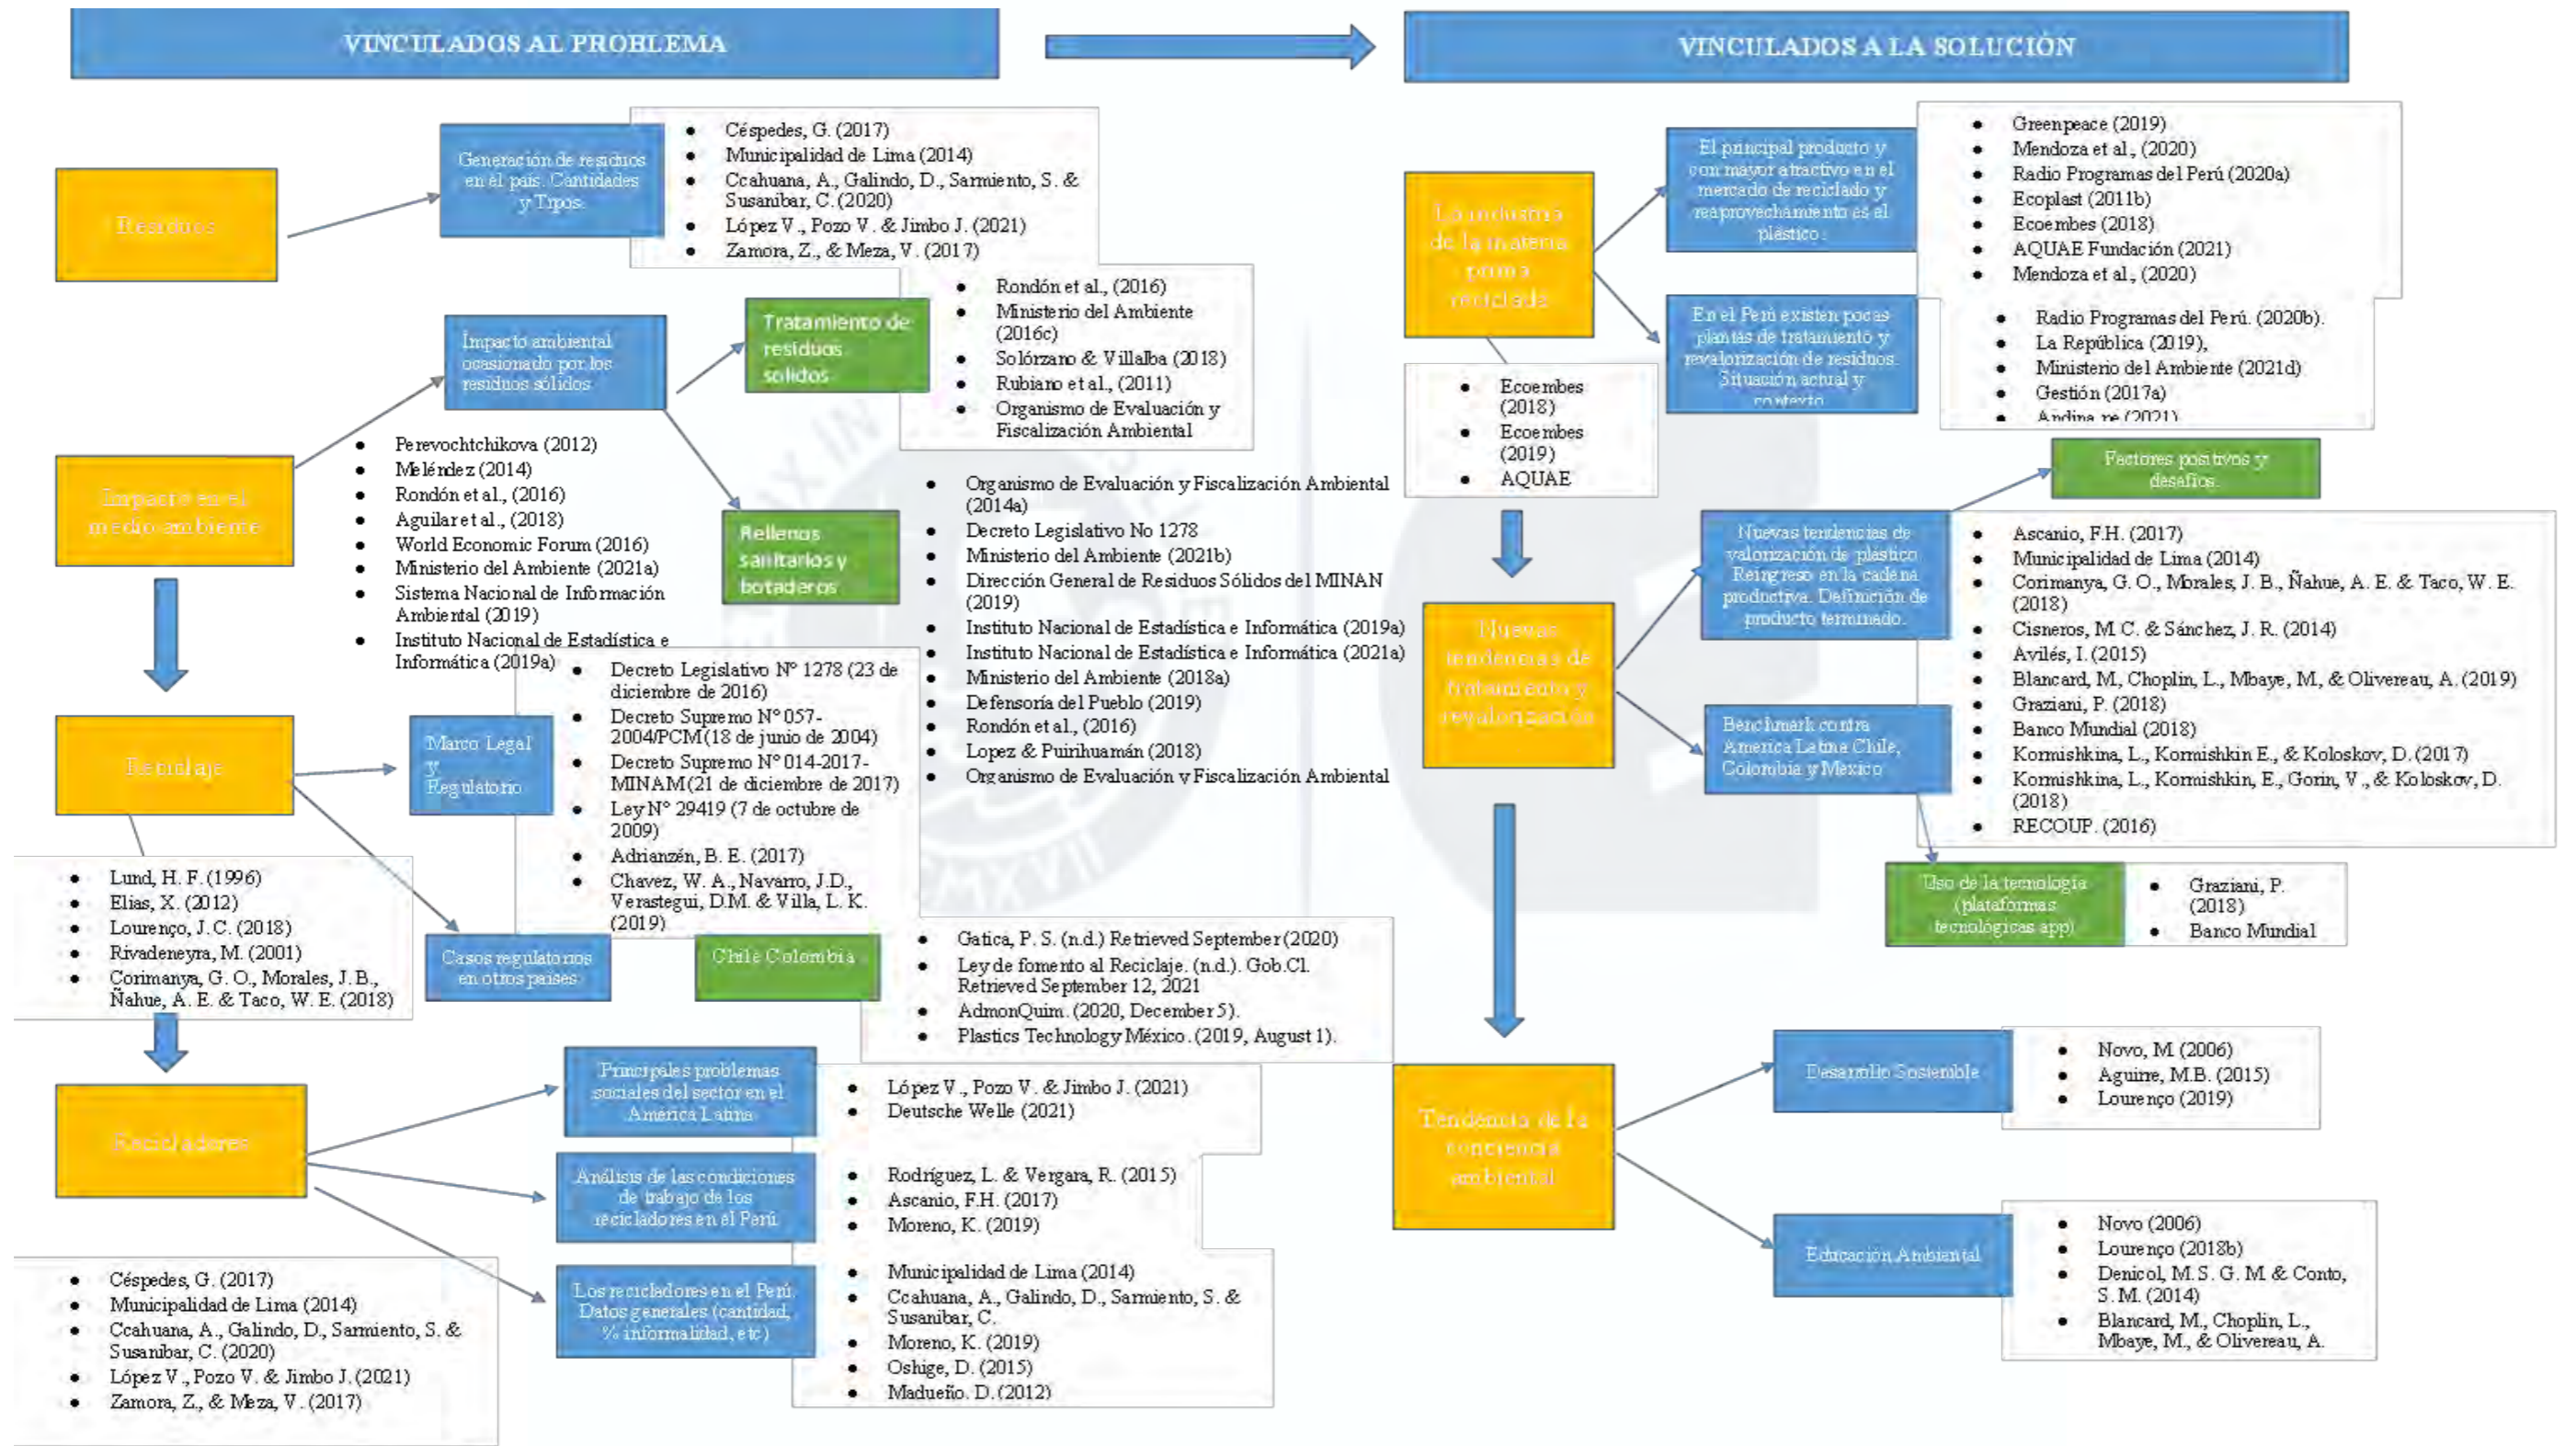 VINCULADOS AL PROBLEMA
Residuos
Generación de residuos
en el país. Cantidades
y Tipos.
• Céspedes, G. (2017)
• Municipalidad de Lima (2014)
• Ccahuana, A., Galindo, D., Sarmiento, S. &
Susanibar, C. (2020)
• López V., Pozo V. & Jimbo J. (2021)
• Zamora, Z., & Meza, V. (2017)
Impacto en el
medio ambiente
Impacto ambiental
ocasionado por los
residuos sólidos
• Perevochtchikova (2012)
• Meléndez (2014)
• Rondón et al., (2016)
• Aguilar et al., (2018)
• World Economic Forum (2016)
• Ministerio del Ambiente (2021a)
• Sistema Nacional de Información
Ambiental (2019)
• Instituto Nacional de Estadística e
Informática (2019a)
Tratamiento de
residuos
solidos
• Rondón et al., (2016)
• Ministerio del Ambiente
(2016c)
• Solórzano & Villalba (2018)
• Rubiano et al., (2011)
• Organismo de Evaluación y
Fiscalización Ambiental
Rellenos
sanitarios y
botaderos
• Organismo de Evaluación y Fiscalización Ambiental
(2014a)
• Decreto Legislativo No 1278
• Ministerio del Ambiente (2021b)
• Dirección General de Residuos Sólidos del MINAN
(2019)
• Instituto Nacional de Estadística e Informática (2019a)
• Instituto Nacional de Estadística e Informática (2021a)
• Ministerio del Ambiente (2018a)
• Defensoría del Pueblo (2019)
• Rondón et al., (2016)
• Lopez & Puirihuamán (2018)
• Organismo de Evaluación y Fiscalización Ambiental
Reciclaje
Marco Legal
y
Regulatorio
• Decreto Legislativo N° 1278 (23 de
diciembre de 2016)
• Decreto Supremo N° 057-
2004/PCM (18 de junio de 2004)
• Decreto Supremo N° 014-2017-
MINAM (21 de diciembre de 2017)
• Ley N° 29419 (7 de octubre de
2009)
• Adrianzén, B. E. (2017)
• Chavez, W. A., Navarro, J.D.,
Verastegui, D.M. & Villa, L. K.
(2019)
• Lund, H. F. (1996)
• Elias, X. (2012)
• Lourenço, J.C. (2018)
• Rivadeneyra, M. (2001)
• Corimanya, G. O., Morales, J. B.,
Ñahue, A. E. & Taco, W. E. (2018)
Casos regulatorios
en otros países
Chile Colombia
• Gatica, P. S. (n.d.) Retrieved September (2020)
• Ley de fomento al Reciclaje. (n.d.). Gob.Cl.
Retrieved September 12, 2021
• AdmonQuim. (2020, December 5).
• Plastics Technology México. (2019, August 1).
Recicladores
Principales problemas
sociales del sector en el
América Latina
• López V., Pozo V. & Jimbo J. (2021)
• Deutsche Welle (2021)
Análisis de las condiciones
de trabajo de los
recicladores en el Perú
• Rodríguez, L. & Vergara, R. (2015)
• Ascanio, F.H. (2017)
• Moreno, K. (2019)
Los recicladores en el Perú.
Datos generales (cantidad,
% informalidad, etc)
• Municipalidad de Lima (2014)
• Ccahuana, A., Galindo, D., Sarmiento, S. &
Susanibar, C.
• Moreno, K. (2019)
• Oshige, D. (2015)
• Madueño. D. (2012)
• Céspedes, G. (2017)
• Municipalidad de Lima (2014)
• Ccahuana, A., Galindo, D., Sarmiento, S. &
Susanibar, C. (2020)
• López V., Pozo V. & Jimbo J. (2021)
• Zamora, Z., & Meza, V. (2017)
VINCULADOS A LA SOLUCIÓN
La industria
de la materia
prima
reciclada
El principal producto y
con mayor atractivo en el
mercado de reciclado y
reaprovechamiento es el
plástico.
• Greenpeace (2019)
• Mendoza et al., (2020)
• Radio Programas del Perú (2020a)
• Ecoplast (2011b)
• Ecoembes (2018)
• AQUAE Fundación (2021)
• Mendoza et al., (2020)
En el Perú existen pocas
plantas de tratamiento y
revalorización de residuos.
Situación actual y
contexto
• Radio Programas del Perú. (2020b).
• La República (2019),
• Ministerio del Ambiente (2021d)
• Gestión (2017a)
• Andina.pe (2021)
• Ecoembes
(2018)
• Ecoembes
(2019)
• AQUAE
Nuevas
tendencias de
tratamiento y
revalorización
Nuevas tendencias de
valorización de plástico
Reingreso en la cadena
productiva. Definición de
producto terminado.
Factores positivos y
desafíos.
• Ascanio, F.H. (2017)
• Municipalidad de Lima (2014)
• Corimanya, G. O., Morales, J. B., Ñahue, A. E. & Taco, W. E.
(2018)
• Cisneros, M. C. & Sánchez, J. R. (2014)
• Avilés, I. (2015)
• Blancard, M., Choplin, L., Mbaye, M., & Olivereau, A. (2019)
• Graziani, P. (2018)
• Banco Mundial (2018)
• Kormishkina, L., Kormishkin E., & Koloskov, D. (2017)
• Kormishkina, L., Kormishkin, E., Gorin, V., & Koloskov, D.
(2018)
• RECOUP. (2016)
Benchmark contra
América Latina Chile,
Colombia y México
Uso de la tecnología
(plataformas
tecnológicas app)
• Graziani, P.
(2018)
• Banco Mundial
Tendencia de la
conciencia
ambiental
Desarrollo Sostenible
• Novo, M (2006)
• Aguirre, M.B. (2015)
• Lourenço (2019)
Educación Ambiental
• Novo (2006)
• Lourenço (2018b)
• Denicol, M.S. G. M. & Conto,
S. M. (2014)
• Blancard, M., Choplin, L.,
Mbaye, M., & Olivereau, A.